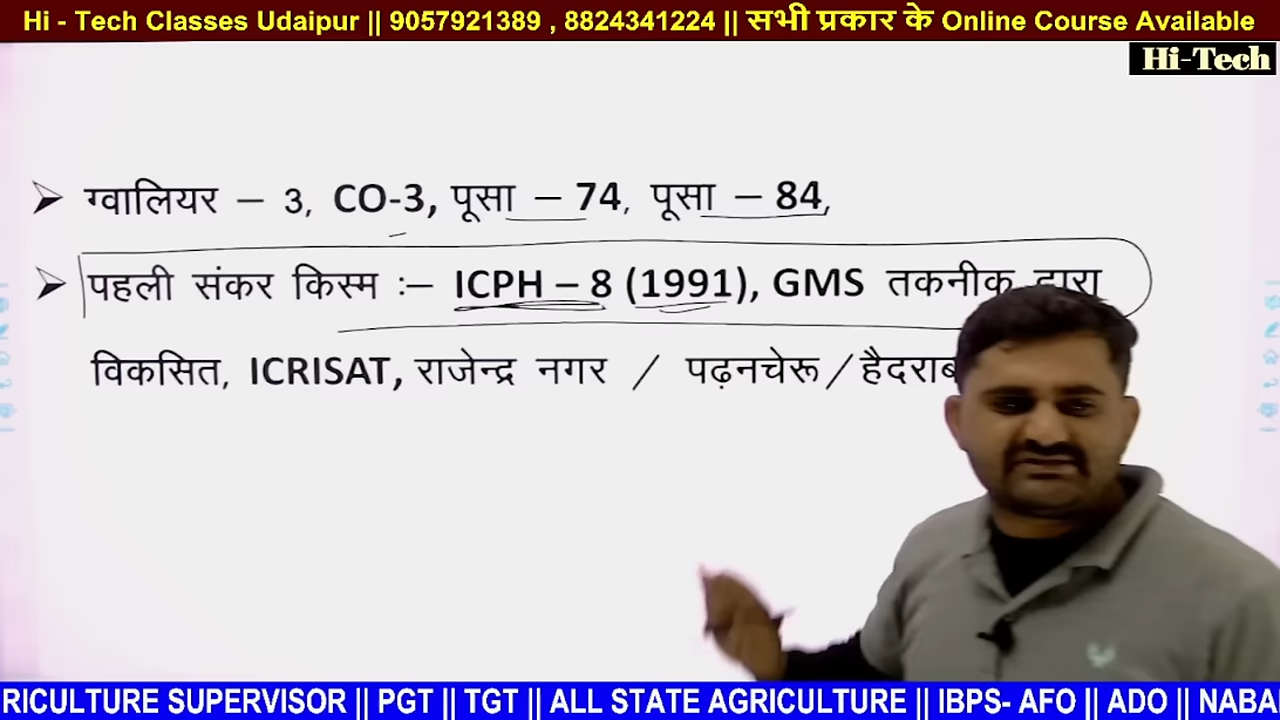 Hi - Tech Classes Udaipur || 9057921389 , 8824341224 || सभी प्रकार के Online Course Available
Hi-Tech
➢ ग्वालियर – 3, CO-3, पूसा – 74, पूसा – 84,
➢ पहली संकर किस्म :– ICPH – 8 (1991), GMS तकनीक द्वारा
विकसित, ICRISAT, राजेन्द्र नगर / पढ़नचेरू / हैदराब
RICULTURE SUPERVISOR || PGT || TGT || ALL STATE AGRICULTURE || IBPS- AFO || ADO || NABA